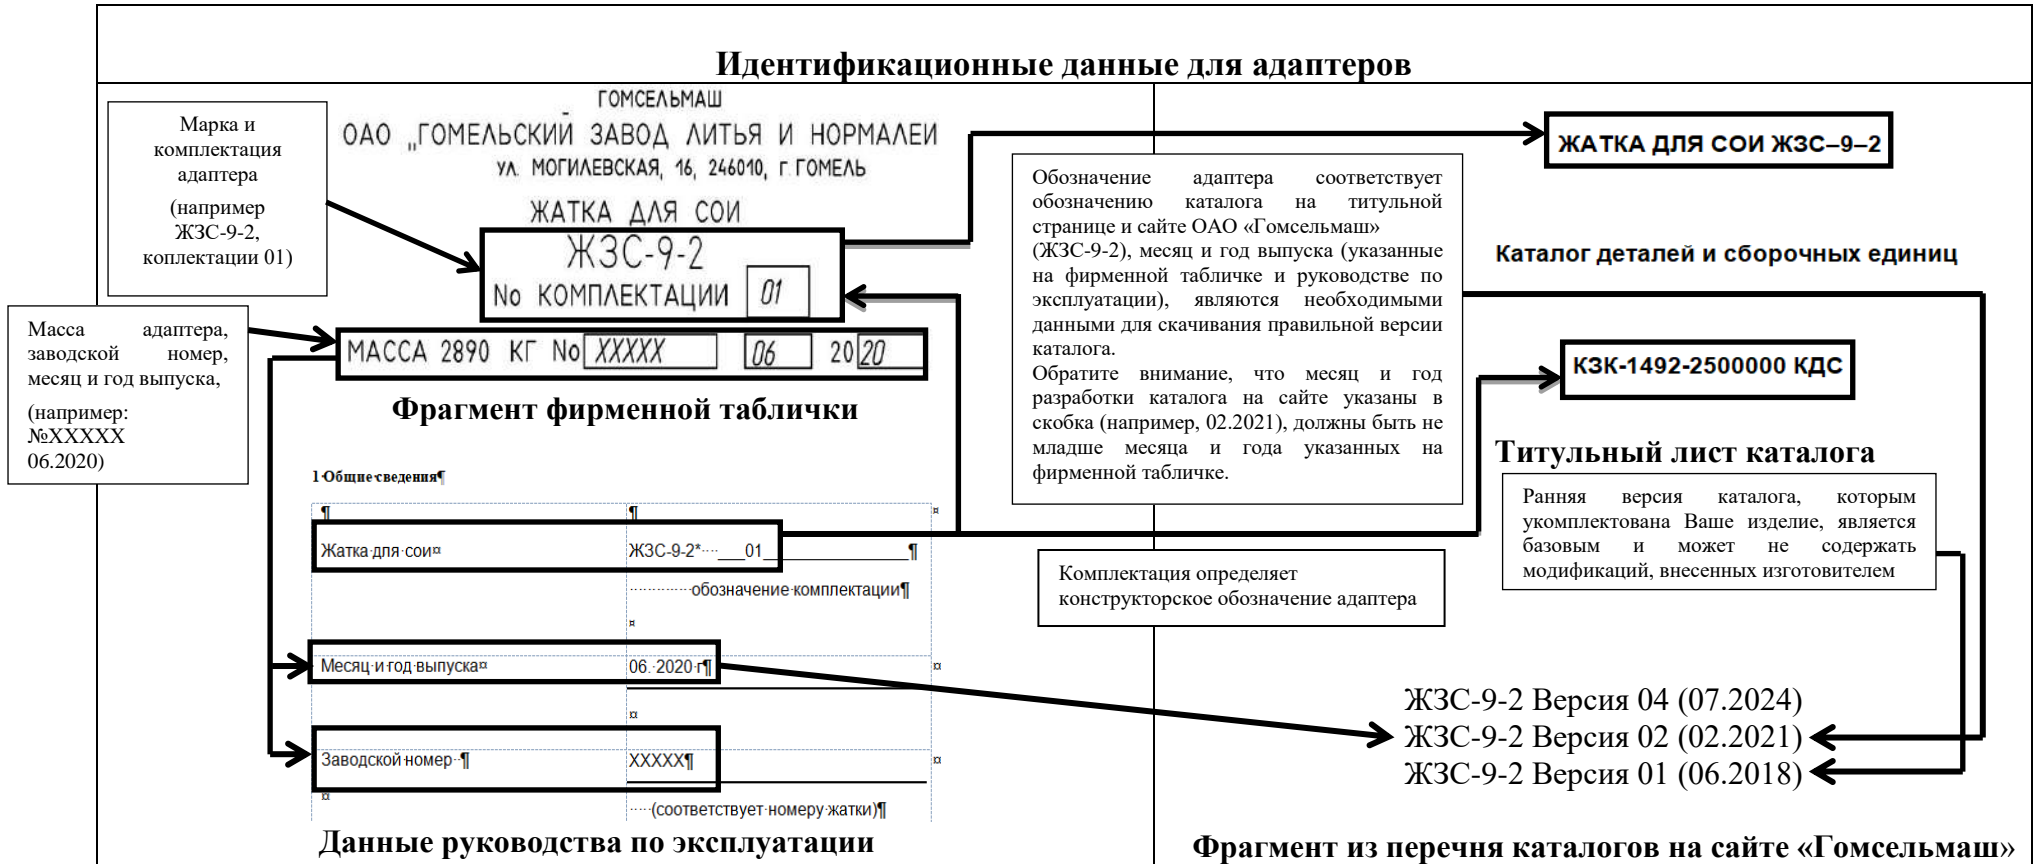 Идентификационные данные для адаптеров
Марка и
комплектация
адаптера
(например
ЖЗС-9-2,
коплектации 01)
Масса адаптера,
заводской номер,
месяц и год выпуска,
(например:
№XXXXX
06.2020)
ГОМСЕЛЬМАШ
ОАО „ГОМЕЛЬСКИЙ ЗАВОД ЛИТЬЯ И НОРМАЛЕИ
ул. МОГИЛЕВСКАЯ, 16, 246010, г. ГОМЕЛЬ
ЖАТКА ДЛЯ СОИ
ЖЗС-9-2
No КОМПЛЕКТАЦИИ 01
МАССА 2890 КГ No XXXXX 06 2020
Фрагмент фирменной таблички
1·Общие·сведения¶
¶ ¶ ¤
Жатка·для·сои¤ ЖЗС-9-2*····___01____________________¶
··············обозначение·комплектации¶
¤
Месяц·и·год·выпуска¤ 06.·2020·г¶ ¤
¤
Заводской·номер··¶ XXXXX¶ ¤
¤ ·····(соответствует·номеру·жатки)¶
Данные руководства по эксплуатации
Обозначение адаптера соответствует
обозначению каталога на титульной
странице и сайте ОАО «Гомсельмаш»
(ЖЗС-9-2), месяц и год выпуска (указанные
на фирменной табличке и руководстве по
эксплуатации), являются необходимыми
данными для скачивания правильной версии
каталога.
Обратите внимание, что месяц и год
разработки каталога на сайте указаны в
скобка (например, 02.2021), должны быть не
младше месяца и года указанных на
фирменной табличке.
Комплектация определяет
конструкторское обозначение адаптера
ЖАТКА ДЛЯ СОИ ЖЗС–9–2
Каталог деталей и сборочных единиц
КЗК-1492-2500000 КДС
Титульный лист каталога
Ранняя версия каталога, которым
укомплектована Ваше изделие, является
базовым и может не содержать
модификаций, внесенных изготовителем
ЖЗС-9-2 Версия 04 (07.2024)
ЖЗС-9-2 Версия 02 (02.2021)
ЖЗС-9-2 Версия 01 (06.2018)
Фрагмент из перечня каталогов на сайте «Гомсельмаш»